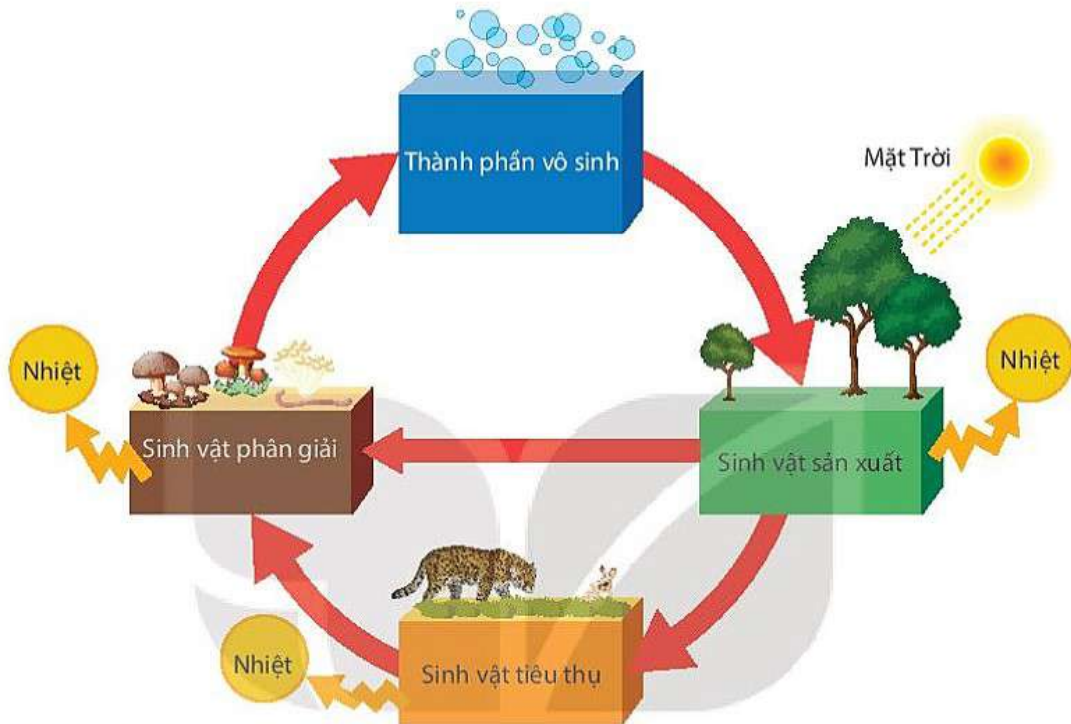 Thành phần vô sinh
Mặt Trời
Nhiệt
Nhiệt
Sinh vật phân giải
Sinh vật sản xuất
Nhiệt
Sinh vật tiêu thụ